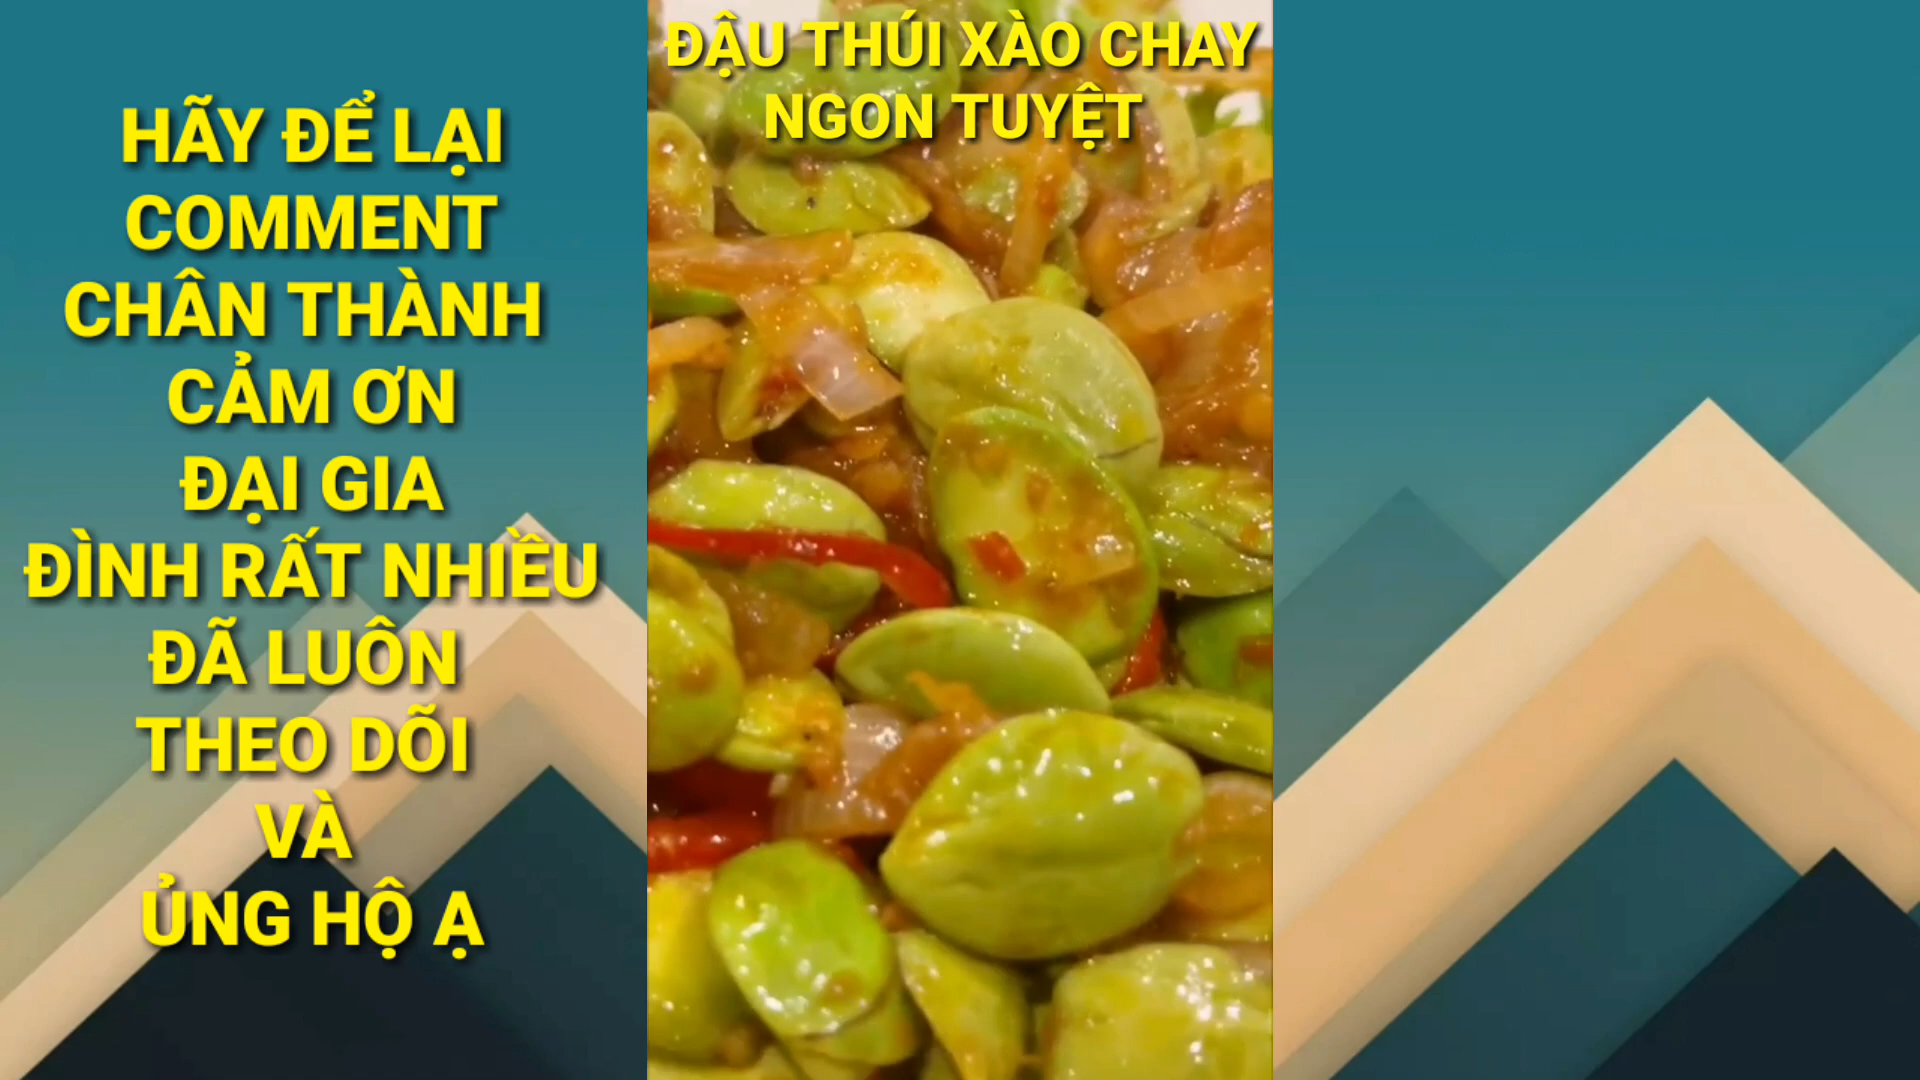 HÃY ĐỂ LẠI
COMMENT
CHÂN THÀNH
CẢM ƠN
ĐẠI GIA
ĐÌNH RẤT NHIỀU
ĐÃ LUÔN
THEO DÕI
VÀ
ỦNG HỘ Ạ
ĐẬU THÚI XÀO CHAY
NGON TUYỆT